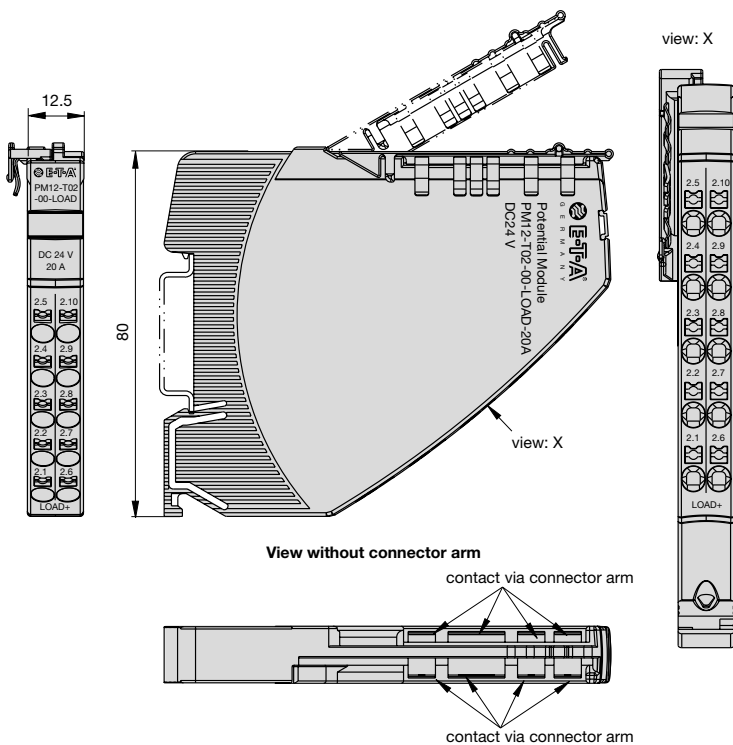 view: X
12.5
E-T-A
PM12-T02
-00-LOAD
DC 24 V
20 A
2.5 2.10
2.4 2.9
2.3 2.8
2.2 2.7
2.1 2.6
LOAD+
80
E-T-A®
GERMANY
Potential Module
PM12-T02-00-LOAD-20A
DC24 V
view: X
2.5 2.10
2.4 2.9
2.3 2.8
2.2 2.7
2.1 2.6
LOAD+
View without connector arm
contact via connector arm
contact via connector arm